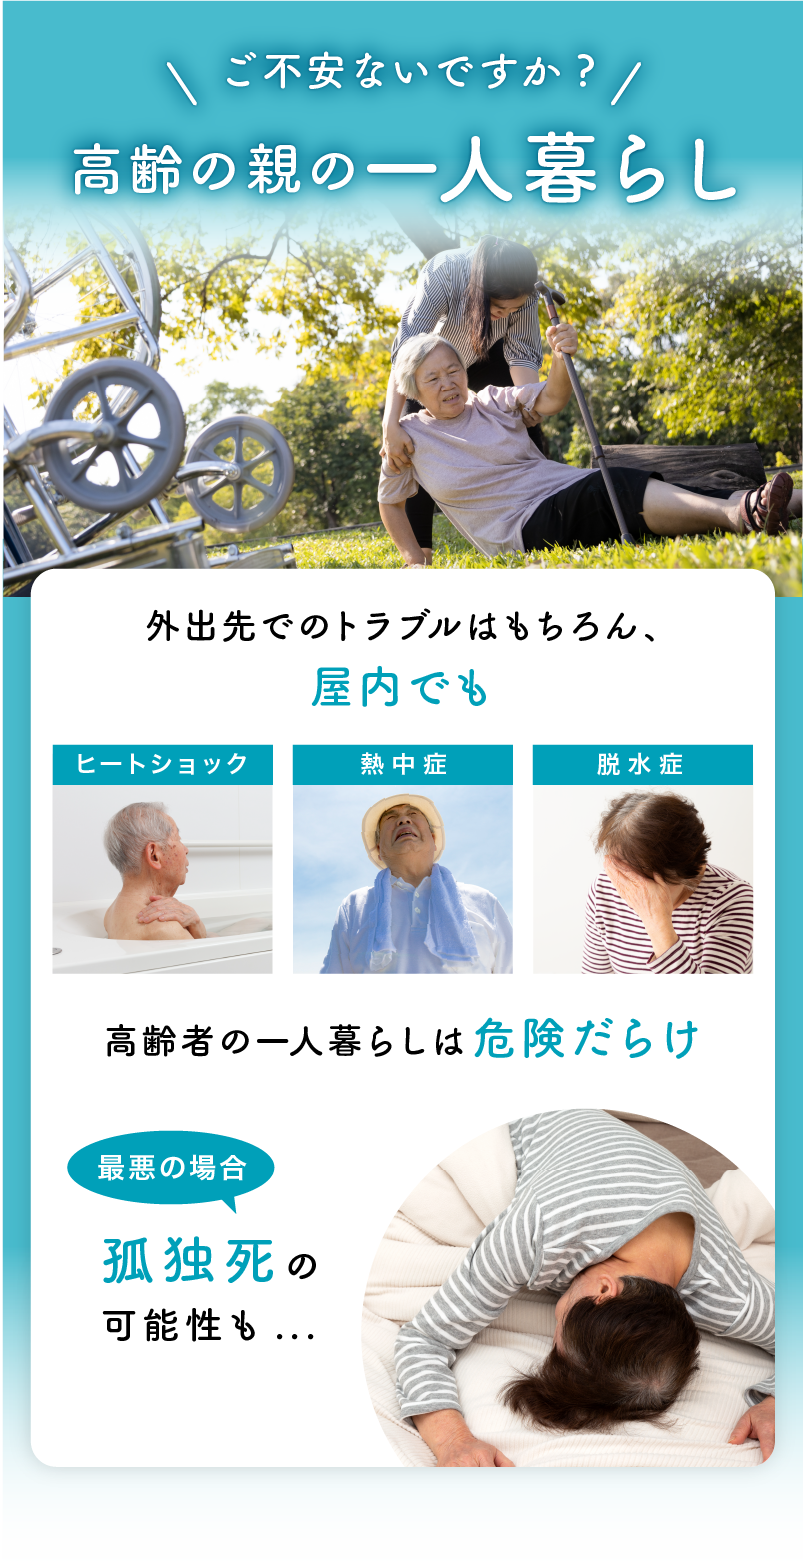 ご不安ないですか？
高齢の親の一人暮らし
外出先でのトラブルはもちろん、
屋内でも
ヒートショック
熱中症
脱水症
高齢者の一人暮らしは危険だらけ
最悪の場合
孤独死の
可能性も...